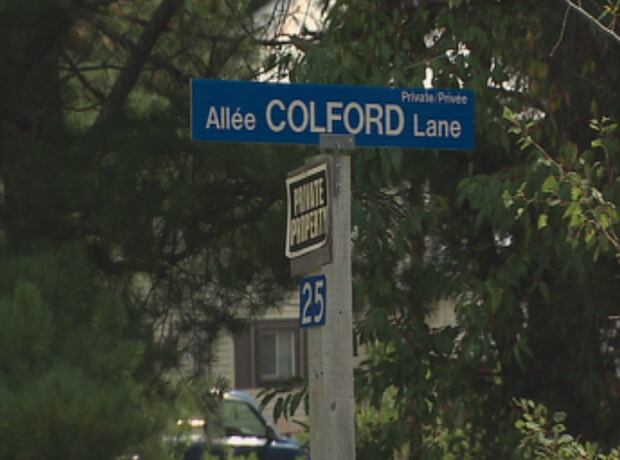 Private/Privée
Allée COLFORD Lane
PRIVATE
PROPERTY
25